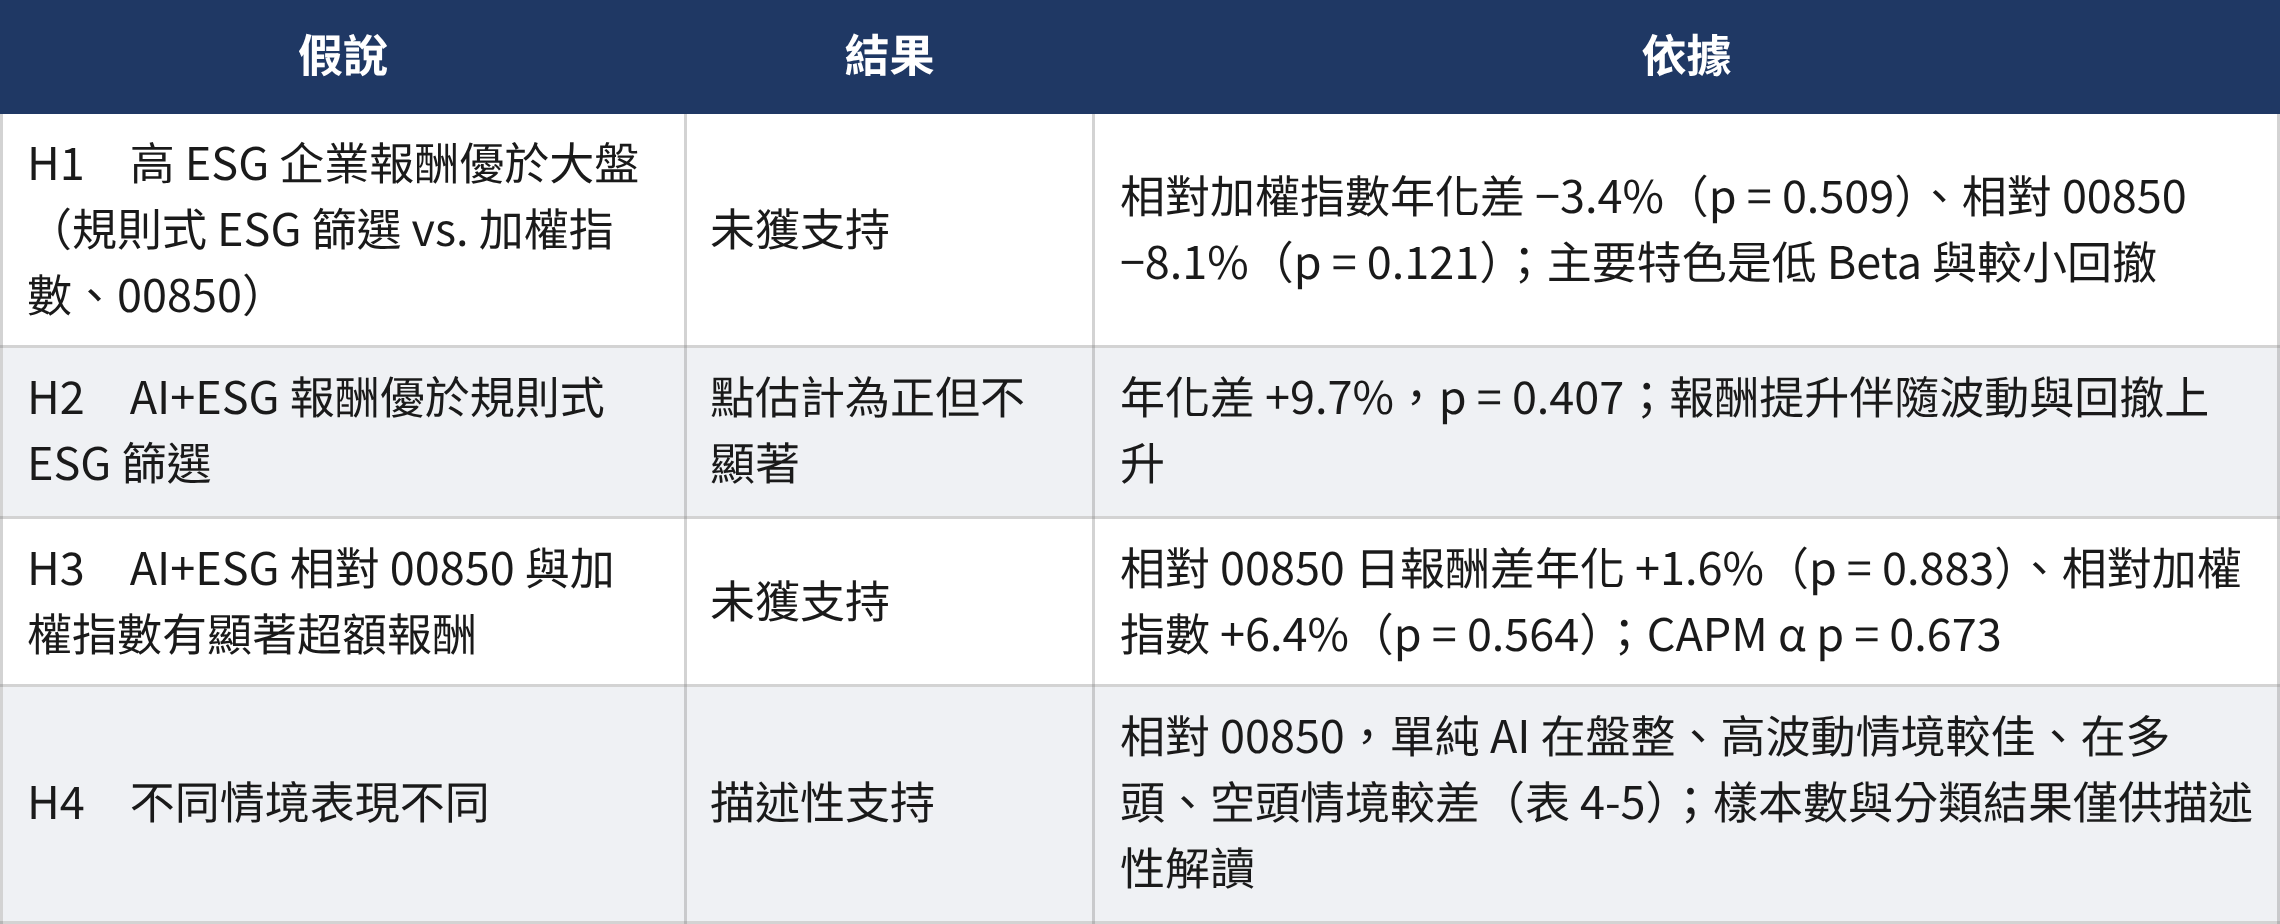 假說
結果
依據
H1　高 ESG 企業報酬優於大盤
（規則式 ESG 篩選 vs. 加權指
數、00850）
未獲支持
相對加權指數年化差 −3.4%（p = 0.509）、相對 00850
−8.1%（p = 0.121）；主要特色是低 Beta 與較小回撤
H2　AI+ESG 報酬優於規則式
ESG 篩選
點估計為正但不
顯著
年化差 +9.7%，p = 0.407；報酬提升伴隨波動與回撤上
升
H3　AI+ESG 相對 00850 與加
權指數有顯著超額報酬
未獲支持
相對 00850 日報酬差年化 +1.6%（p = 0.883）、相對加權
指數 +6.4%（p = 0.564）；CAPM α p = 0.673
H4　不同情境表現不同
描述性支持
相對 00850，單純 AI 在盤整、高波動情境較佳、在多
頭、空頭情境較差（表 4-5）；樣本數與分類結果僅供描述
性解讀